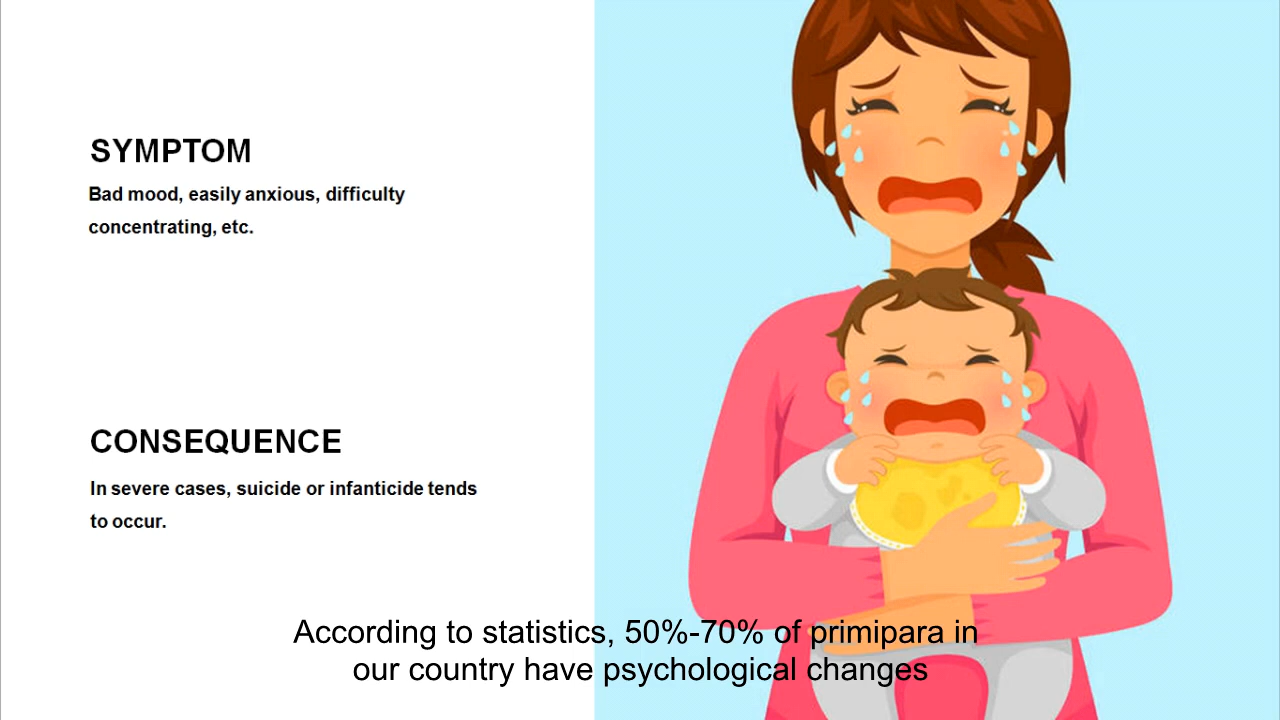 SYMPTOM
Bad mood, easily anxious, difficulty
concentrating, etc.
CONSEQUENCE
In severe cases, suicide or infanticide tends
to occur.
According to statistics, 50%-70% of primipara in
our country have psychological changes